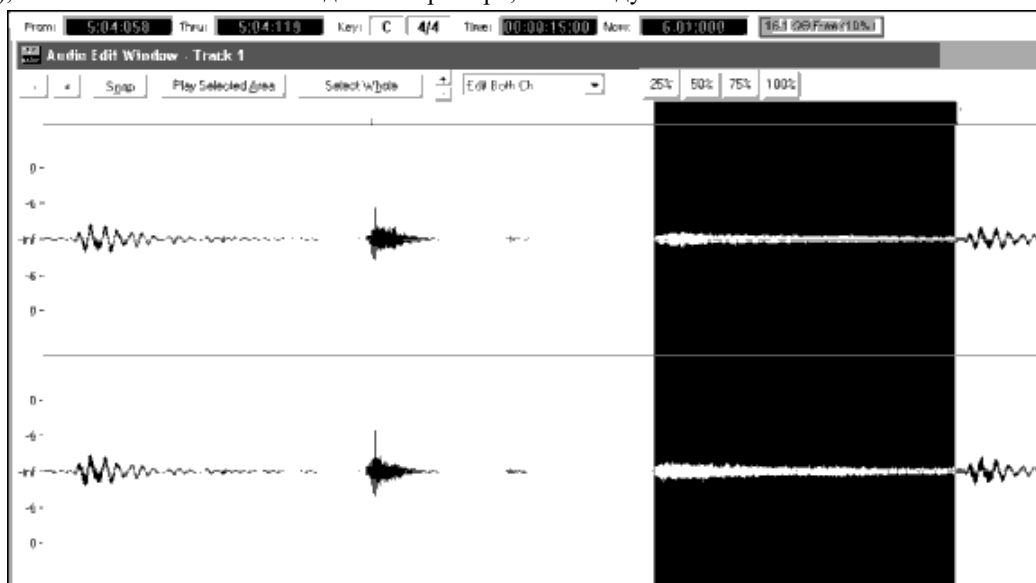 From: 5:04:058 Thru: 5:04:119 Key: C 4/4 Time: 00:00:15:00 Now: 6:01:000
Audio Edit Window - Track 1
Snap Play Selected Area Select Whole Edit Both Ch 25% 50% 75% 100%
0 -
-6 -
-Inf
-6 -
0 -
0 -
-6 -
-Inf
-6 -
0 -